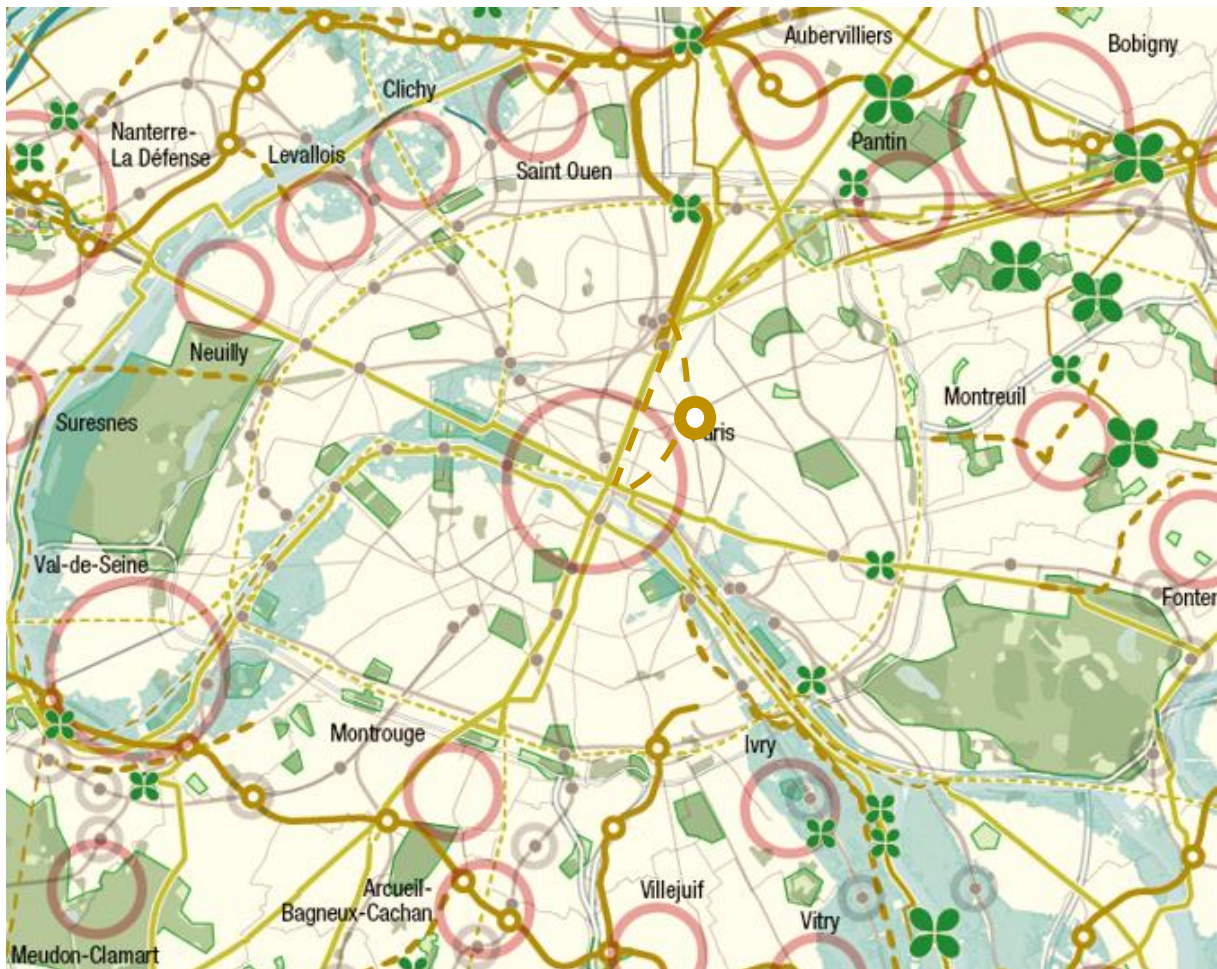 Aubervilliers
Bobigny
Clichy
Nanterre-
La Défense
Levallois
Saint Ouen
Pantin
Neuilly
Suresnes
Montreuil
aris
Val-de-Seine
Fonter
Montrouge
Ivry
Villejuif
Arcueil-
Bagneux-Cachan
Vitry
Meudon-Clamart